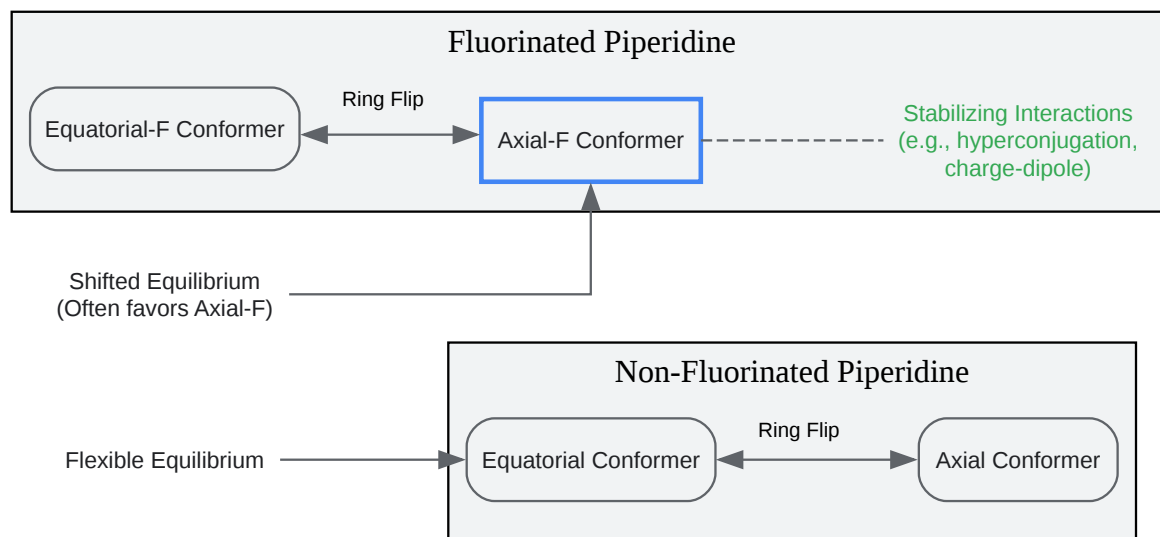 Fluorinated Piperidine
Equatorial-F Conformer
Ring Flip
Axial-F Conformer
Stabilizing Interactions
(e.g., hyperconjugation,
charge-dipole)
Shifted Equilibrium
(Often favors Axial-F)
Non-Fluorinated Piperidine
Flexible Equilibrium
Equatorial Conformer
Ring Flip
Axial Conformer